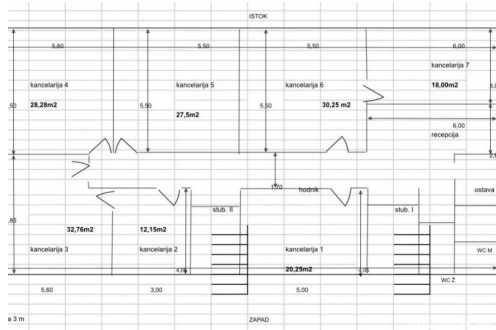 ISTOK
5,60
5,50
5,50
6,00
kancelarija 7
kancelarija 4
kancelarija 5
kancelarija 6
18,00m2
28,28m2
27,5m2
30,25 m2
5,50
5,50
6,00
recepcija
1,70
hodnik
ostava
stub. II
stub. I
32,76m2
12,15m2
kancelarija 3
kancelarija 2
kancelarija 1
WC M
20,25m2
WC Ž
5,60
3,00
5,00
a 3 m
ZAPAD